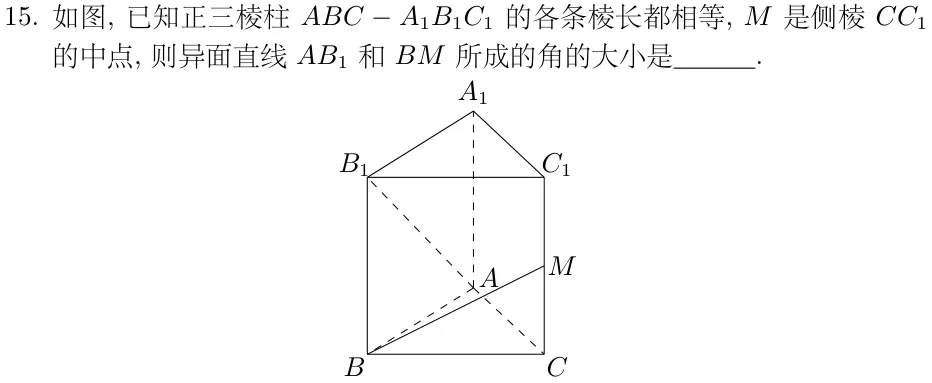 15. 如图, 已知正三棱柱 ABC − A₁B₁C₁ 的各条棱长都相等, M 是侧棱 CC₁
的中点, 则异面直线 AB₁ 和 BM 所成的角的大小是______.
A₁
B₁
C₁
A
M
B
C